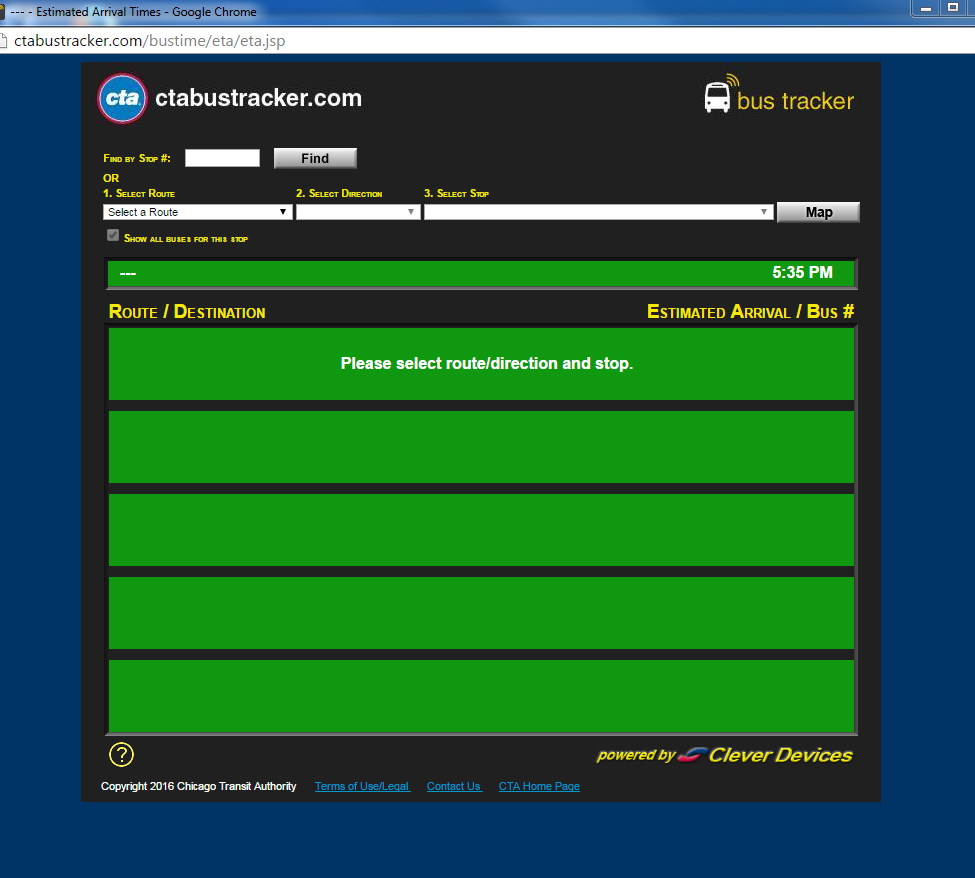 --- - Estimated Arrival Times - Google Chrome
ctabustracker.com/bustime/eta/eta.jsp
cta ctabustracker.com
bus tracker
Find by Stop #:
Find
OR
1. Select Route 2. Select Direction 3. Select Stop
Select a Route
Map
Show all buses for this stop
--- 5:35 PM
Route / Destination Estimated Arrival / Bus #
Please select route/direction and stop.
?
powered by Clever Devices
Copyright 2016 Chicago Transit Authority Terms of Use/Legal Contact Us CTA Home Page